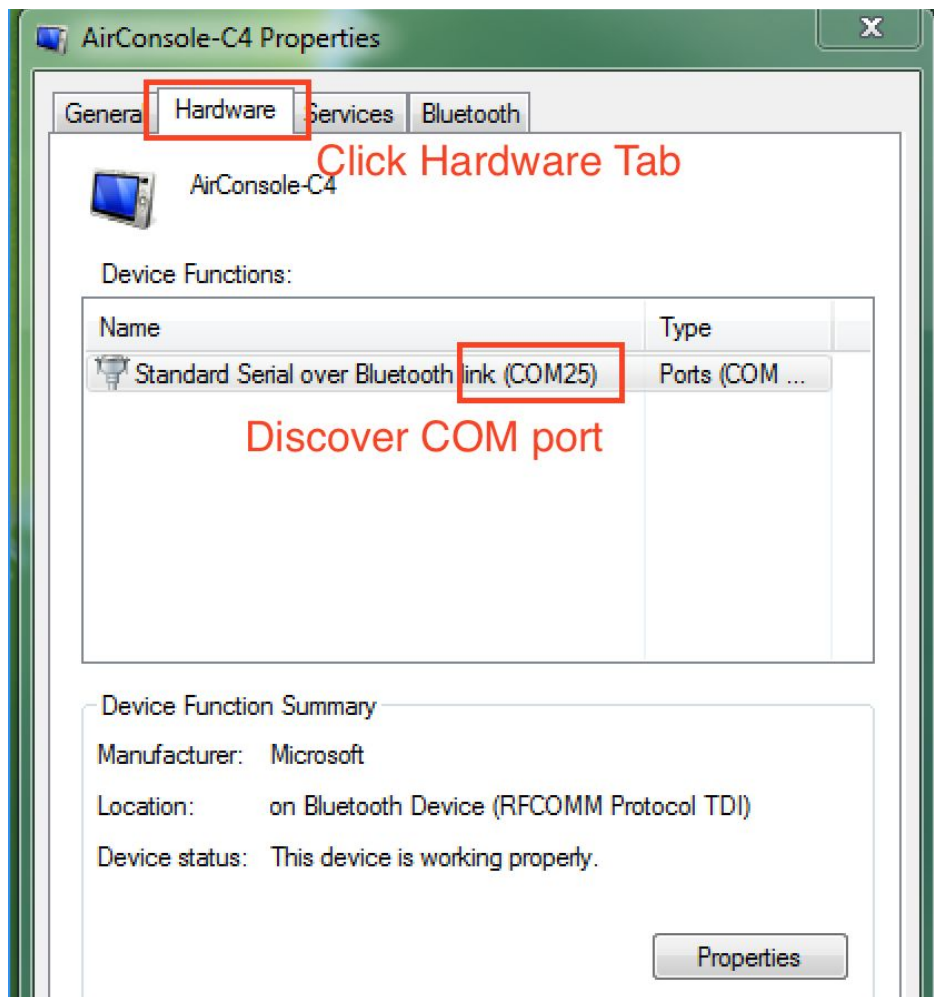 AirConsole-C4 Properties
x
General Hardware Services Bluetooth
Click Hardware Tab
AirConsole-C4
Device Functions:
Name Type
Standard Serial over Bluetooth link (COM25) Ports (COM ...
Discover COM port
Device Function Summary
Manufacturer: Microsoft
Location: on Bluetooth Device (RFCOMM Protocol TDI)
Device status: This device is working properly.
Properties